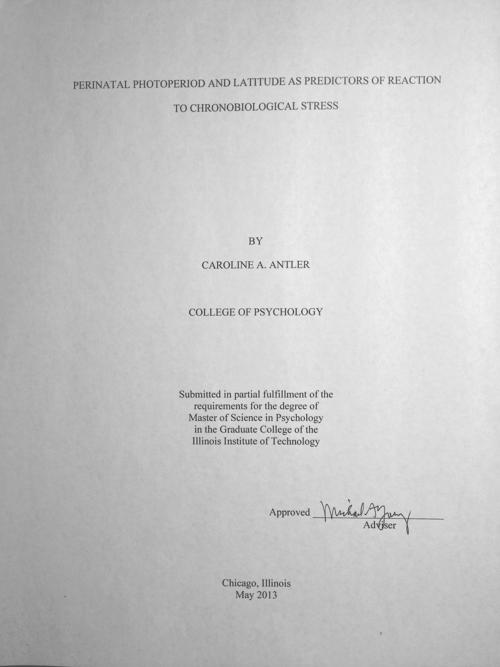 PERINATAL PHOTOPERIOD AND LATITUDE AS PREDICTORS OF REACTION
TO CHRONOBIOLOGICAL STRESS
BY
CAROLINE A. ANTLER
COLLEGE OF PSYCHOLOGY
Submitted in partial fulfillment of the
requirements for the degree of
Master of Science in Psychology
in the Graduate College of the
Illinois Institute of Technology
Approved Michael A Young
Adviser
Chicago, Illinois
May 2013